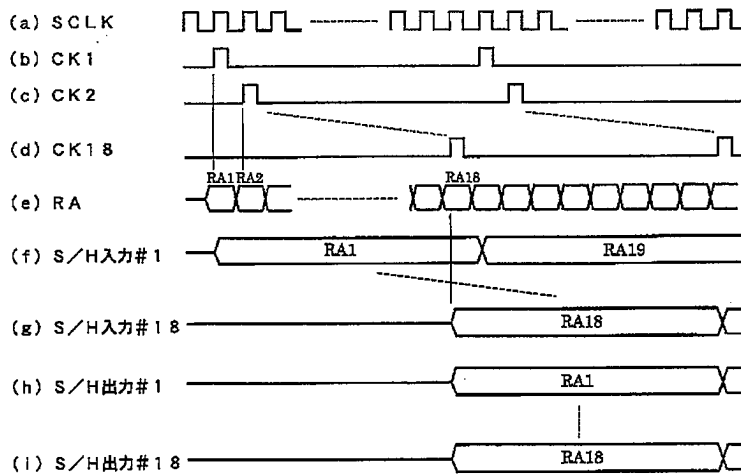 (a) SCLK
(b) CK1
(c) CK2
(d) CK18
RA1 RA2 RA18
(e) RA
(f) S/H入力#1 RA1 RA19
(g) S/H入力#18 RA18
(h) S/H出力#1 RA1
(i) S/H出力#18 RA18